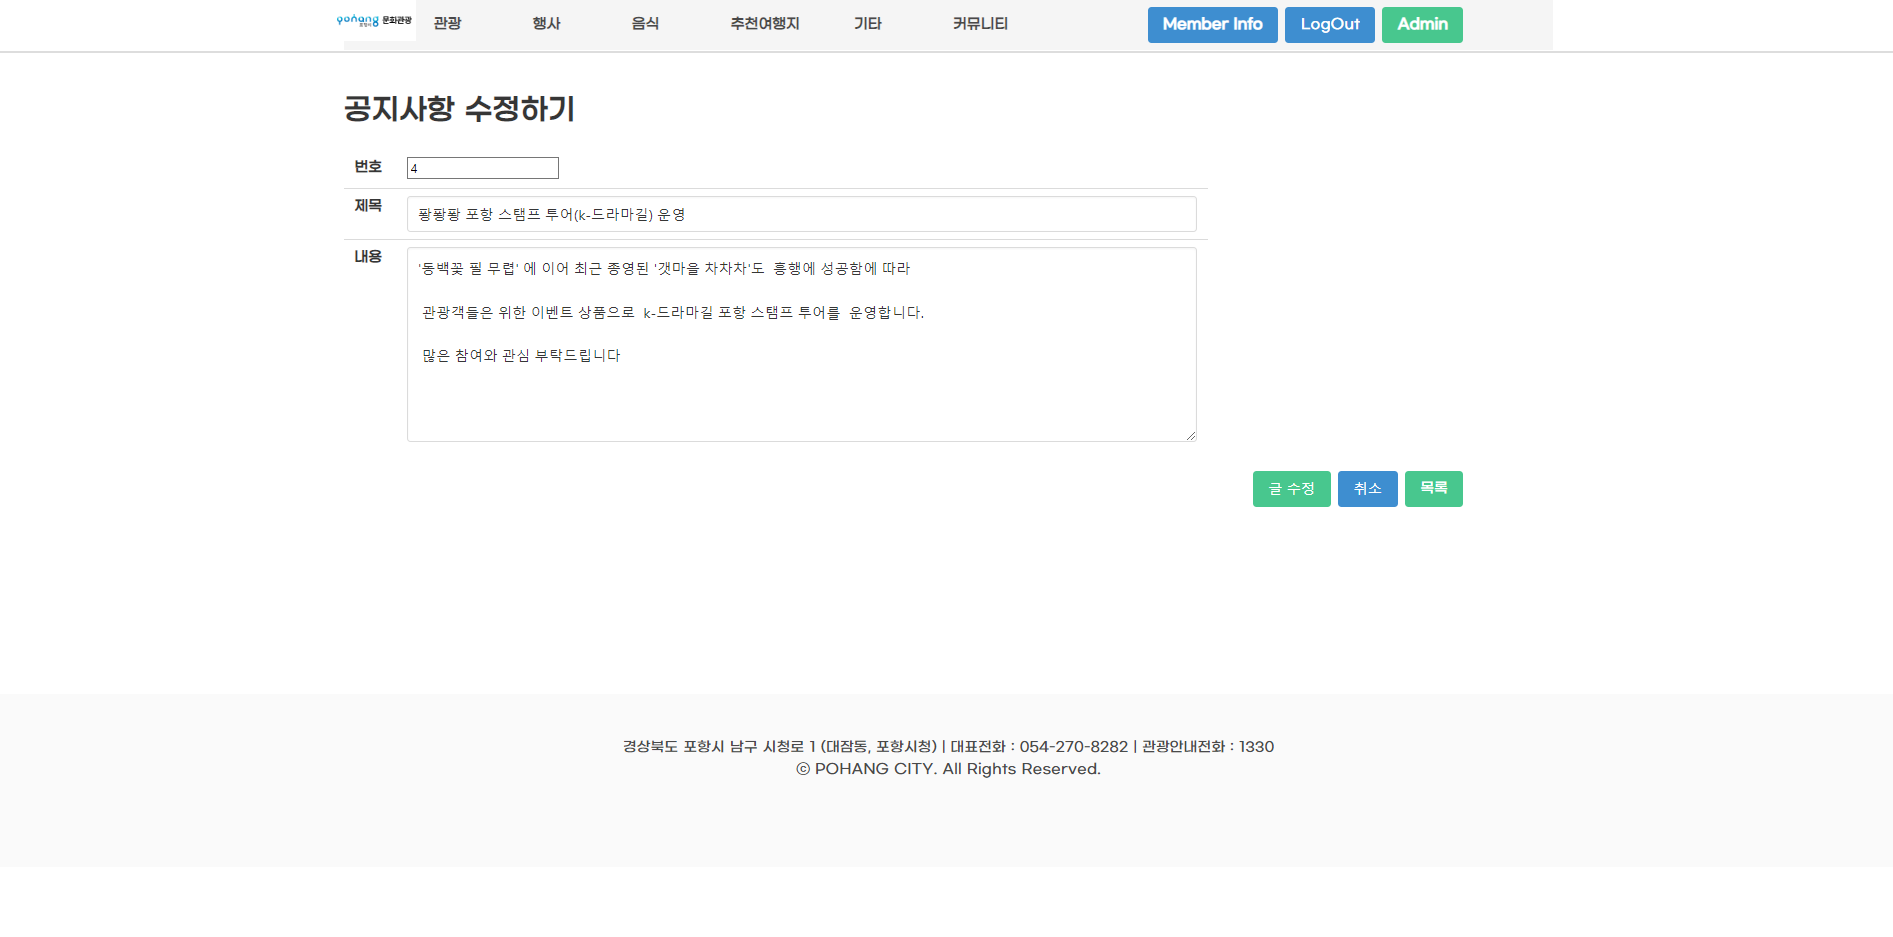 pohang 포항시 문화관광 관광 행사 음식 추천여행지 기타 커뮤니티 Member Info LogOut Admin
공지사항 수정하기
번호 4
제목 퐝퐝퐝 포항 스탬프 투어(k-드라마길) 운영
내용 '동백꽃 필 무렵' 에 이어 최근 종영된 '갯마을 차차차'도 흥행에 성공함에 따라
관광객들은 위한 이벤트 상품으로 k-드라마길 포항 스탬프 투어를 운영합니다.
많은 참여와 관심 부탁드립니다
글 수정 취소 목록
경상북도 포항시 남구 시청로 1 (대잠동, 포항시청) | 대표전화 : 054-270-8282 | 관광안내전화 : 1330
ⓒ POHANG CITY. All Rights Reserved.